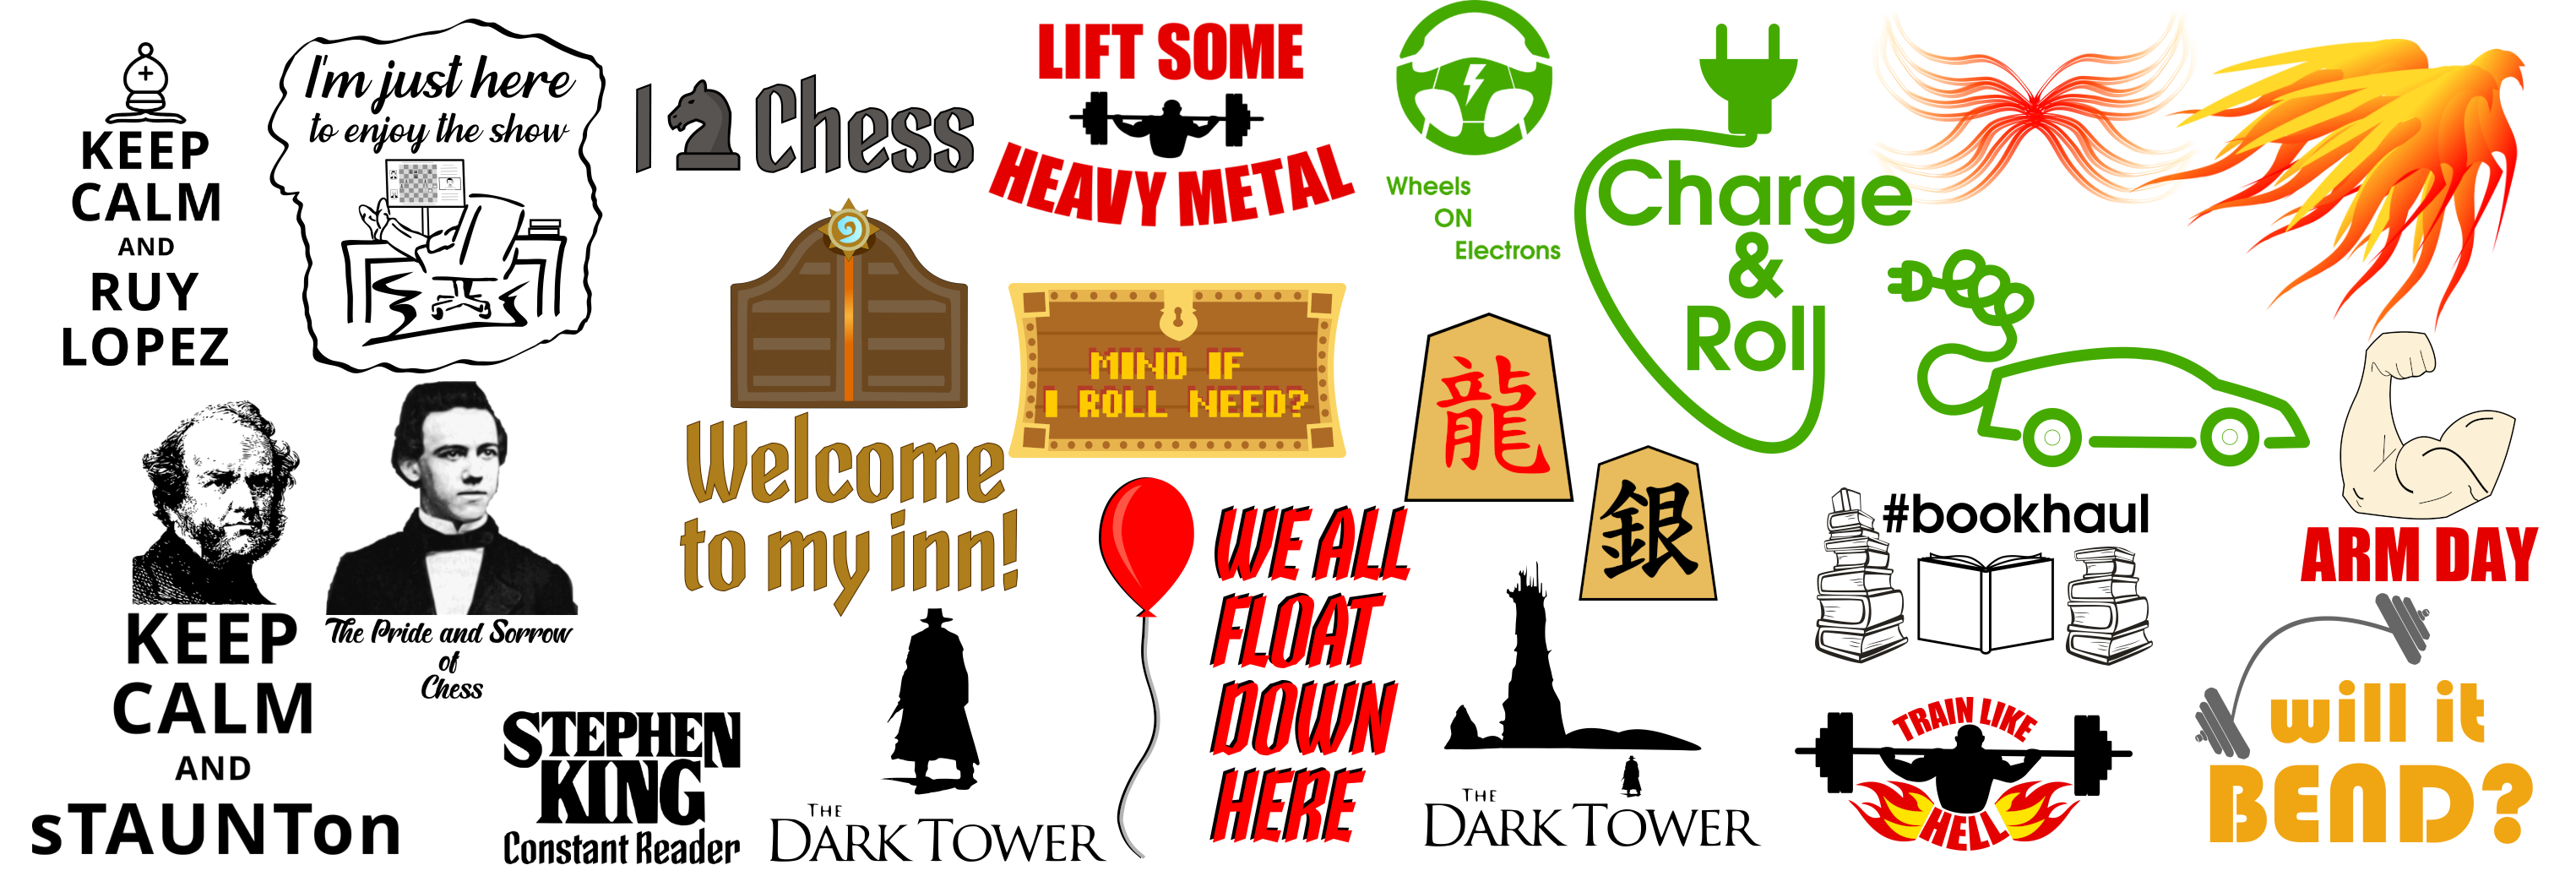 KEEP
CALM
AND
RUY
LOPEZ
I'm just here
to enjoy the show
I Chess
LIFT SOME
HEAVY METAL
Wheels
ON
Electrons
Charge
&
Roll
Welcome
to my inn!
MIND IF
I ROLL NEED?
龍
銀
KEEP
CALM
AND
sTAUNTon
The Pride and Sorrow
of
Chess
STEPHEN
KING
Constant Reader
THE
DARK TOWER
WE ALL
FLOAT
DOWN
HERE
THE
DARK TOWER
#bookhaul
TRAIN LIKE
HELL
ARM DAY
will it
BEND?